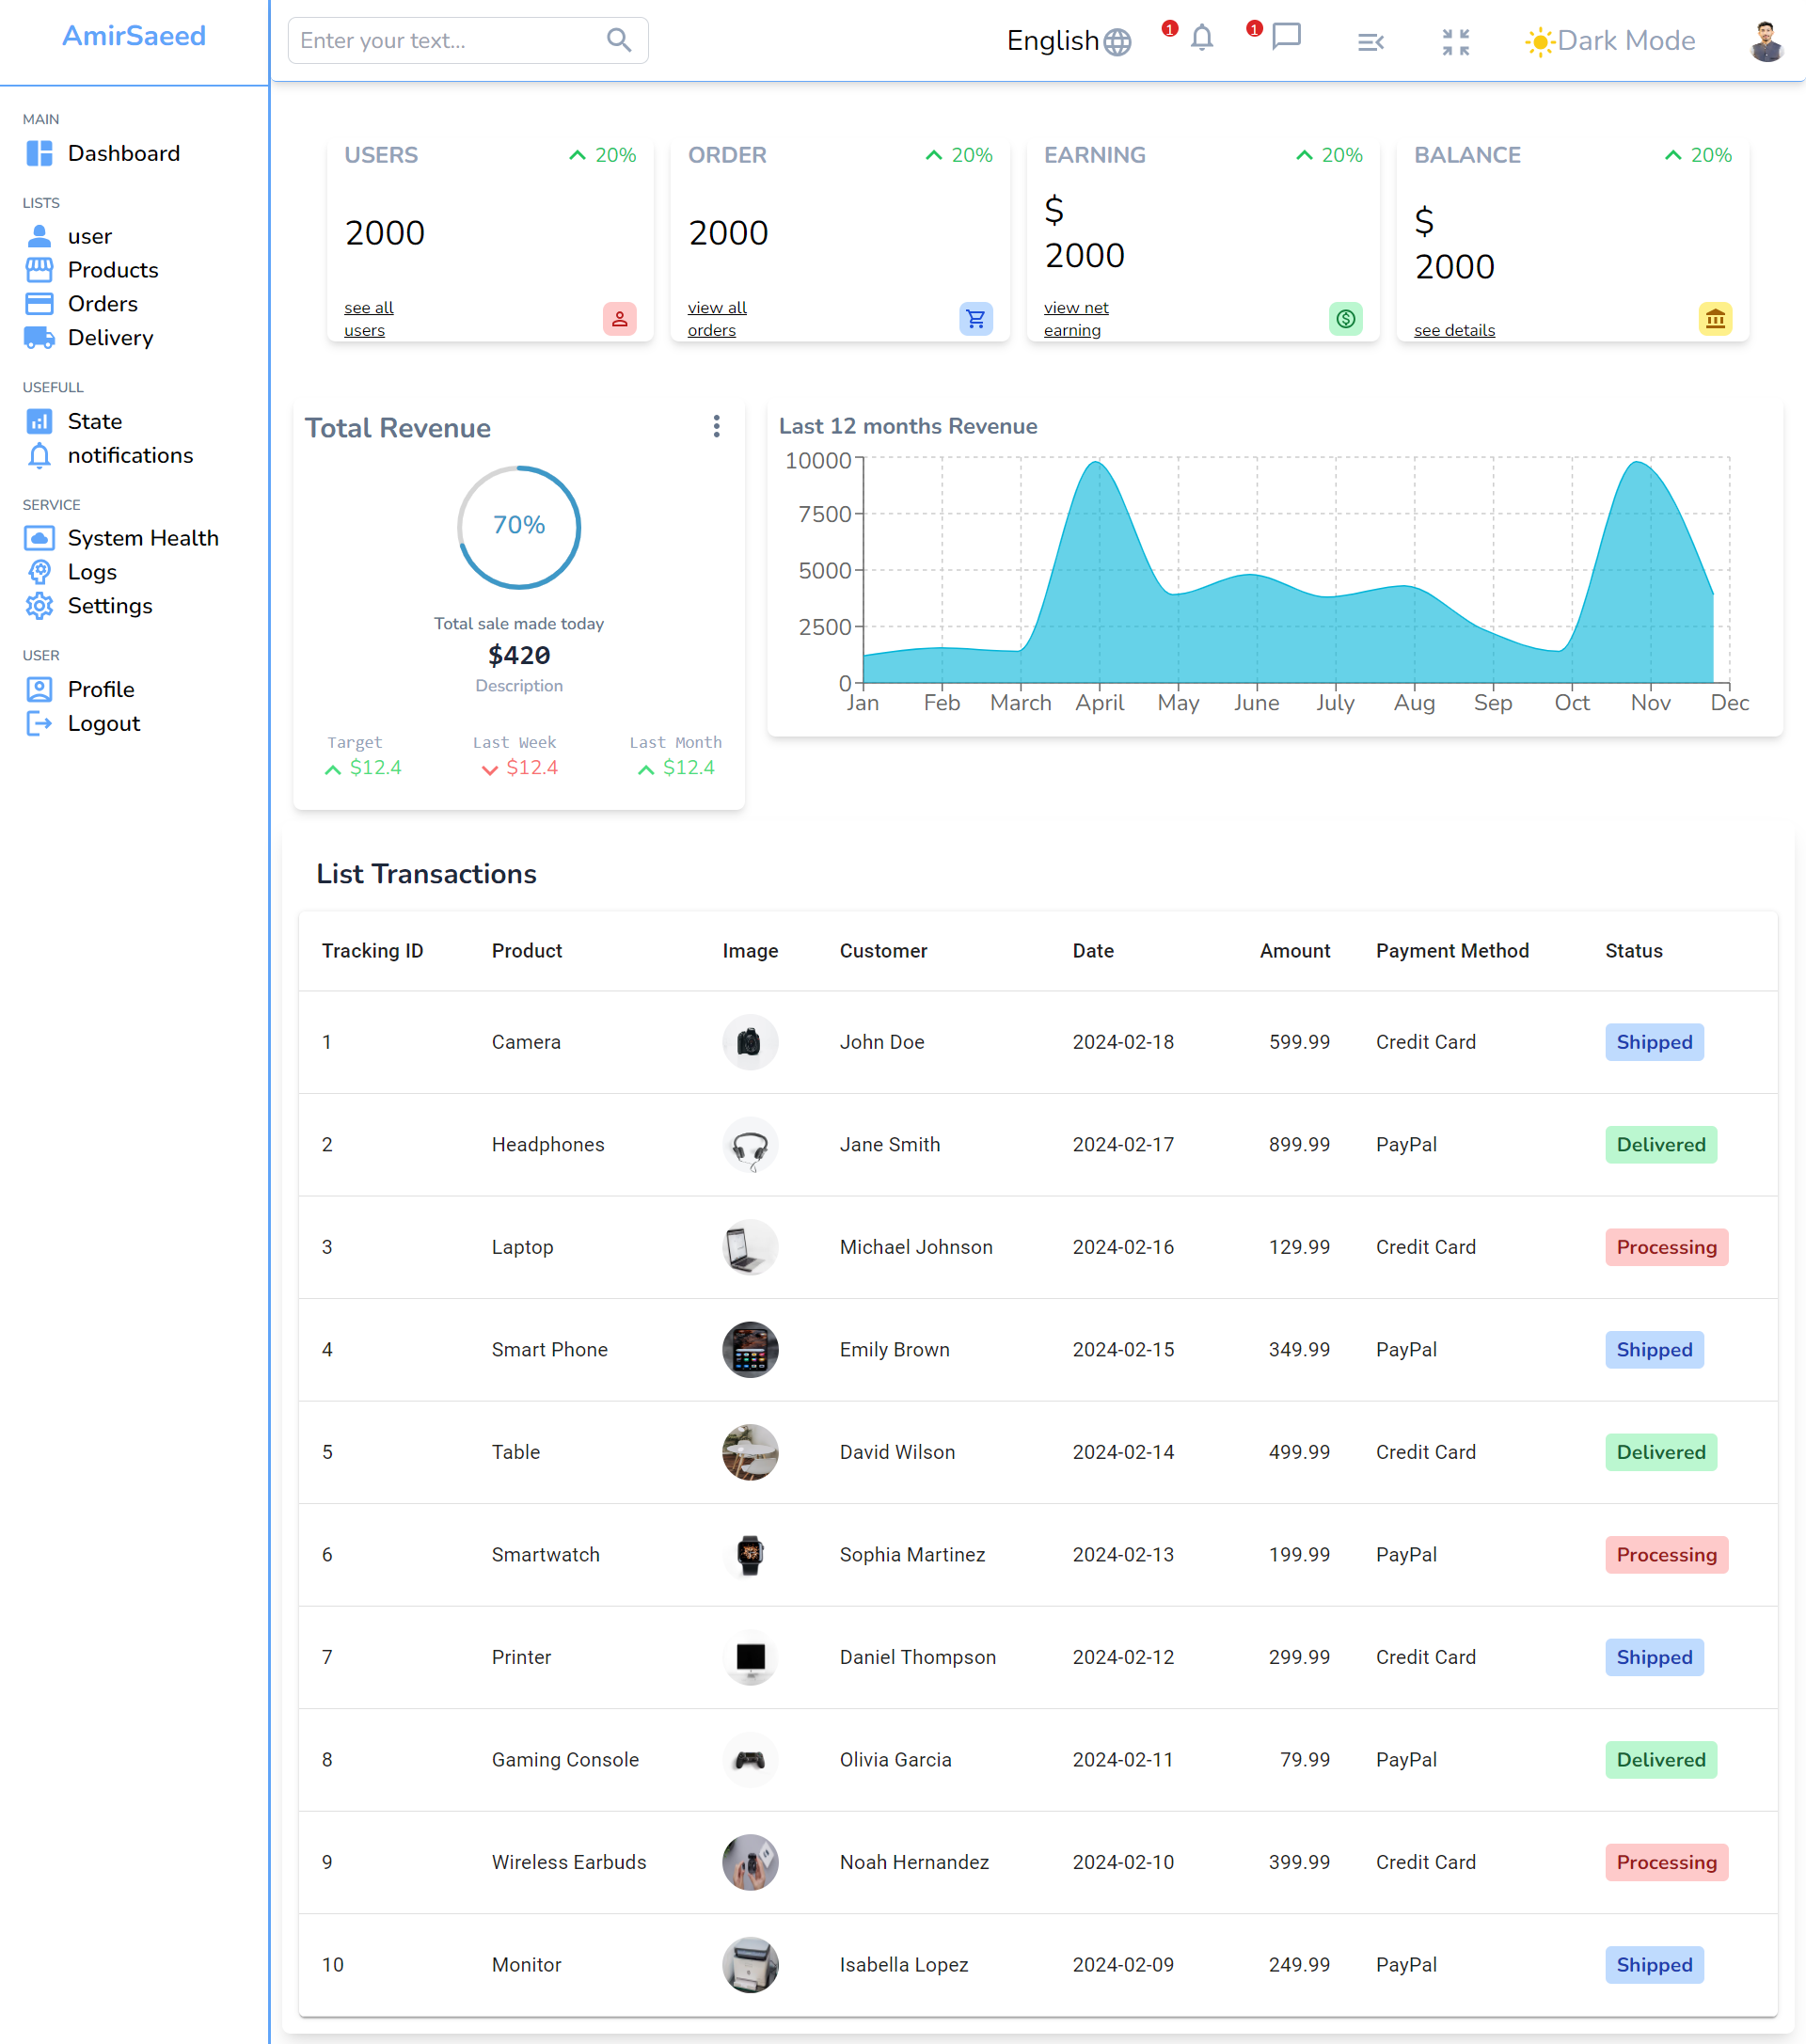 AmirSaeed
MAIN
Dashboard
LISTS
user
Products
Orders
Delivery
USEFULL
State
notifications
SERVICE
System Health
Logs
Settings
USER
Profile
Logout
Enter your text...
English
1
1
Dark Mode
USERS 20%
2000
see all
users
ORDER 20%
2000
view all
orders
EARNING 20%
$
2000
view net
earning
BALANCE 20%
$
2000
see details
Total Revenue
70%
Total sale made today
$420
Description
Target Last Week Last Month
$12.4 $12.4 $12.4
Last 12 months Revenue
10000
7500
5000
2500
0
Jan Feb March April May June July Aug Sep Oct Nov Dec
List Transactions
Tracking ID Product Image Customer Date Amount Payment Method Status
1 Camera John Doe 2024-02-18 599.99 Credit Card Shipped
2 Headphones Jane Smith 2024-02-17 899.99 PayPal Delivered
3 Laptop Michael Johnson 2024-02-16 129.99 Credit Card Processing
4 Smart Phone Emily Brown 2024-02-15 349.99 PayPal Shipped
5 Table David Wilson 2024-02-14 499.99 Credit Card Delivered
6 Smartwatch Sophia Martinez 2024-02-13 199.99 PayPal Processing
7 Printer Daniel Thompson 2024-02-12 299.99 Credit Card Shipped
8 Gaming Console Olivia Garcia 2024-02-11 79.99 PayPal Delivered
9 Wireless Earbuds Noah Hernandez 2024-02-10 399.99 Credit Card Processing
10 Monitor Isabella Lopez 2024-02-09 249.99 PayPal Shipped